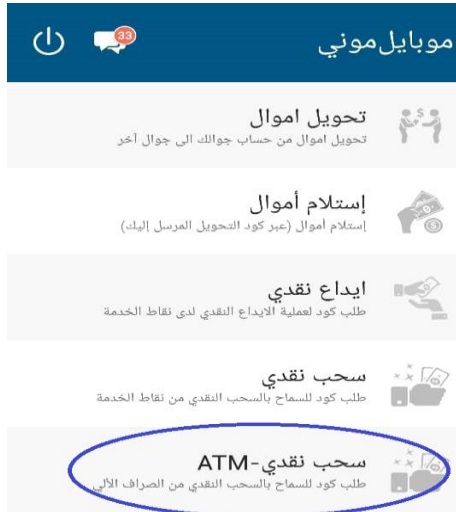 موبايل موني
33
تحويل اموال
تحويل اموال من حساب جوالك الى جوال آخر
إستلام أموال
إستلام أموال (عبر كود التحويل المرسل إليك)
ايداع نقدي
طلب كود لعملية الايداع النقدي لدى نقاط الخدمة
سحب نقدي
طلب كود للسماح بالسحب النقدي من نقاط الخدمة
سحب نقدي-ATM
طلب كود للسماح بالسحب النقدي من الصراف الألي